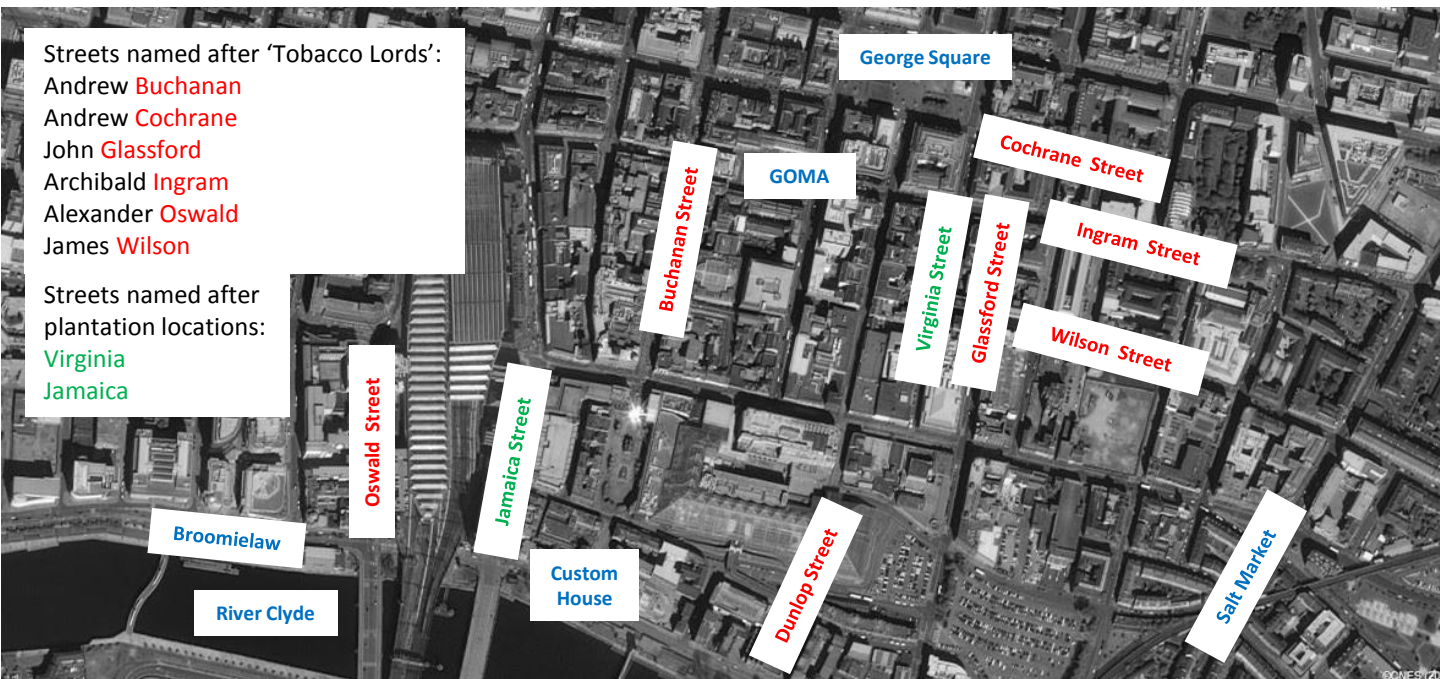 Streets named after ‘Tobacco Lords’:
Andrew Buchanan
Andrew Cochrane
John Glassford
Archibald Ingram
Alexander Oswald
James Wilson
Streets named after
plantation locations:
Virginia
Jamaica
George Square
Cochrane Street
GOMA
Buchanan Street
Virginia Street
Glassford Street
Ingram Street
Wilson Street
Oswald Street
Jamaica Street
Broomielaw
River Clyde
Custom
House
Dunlop Street
Salt Market